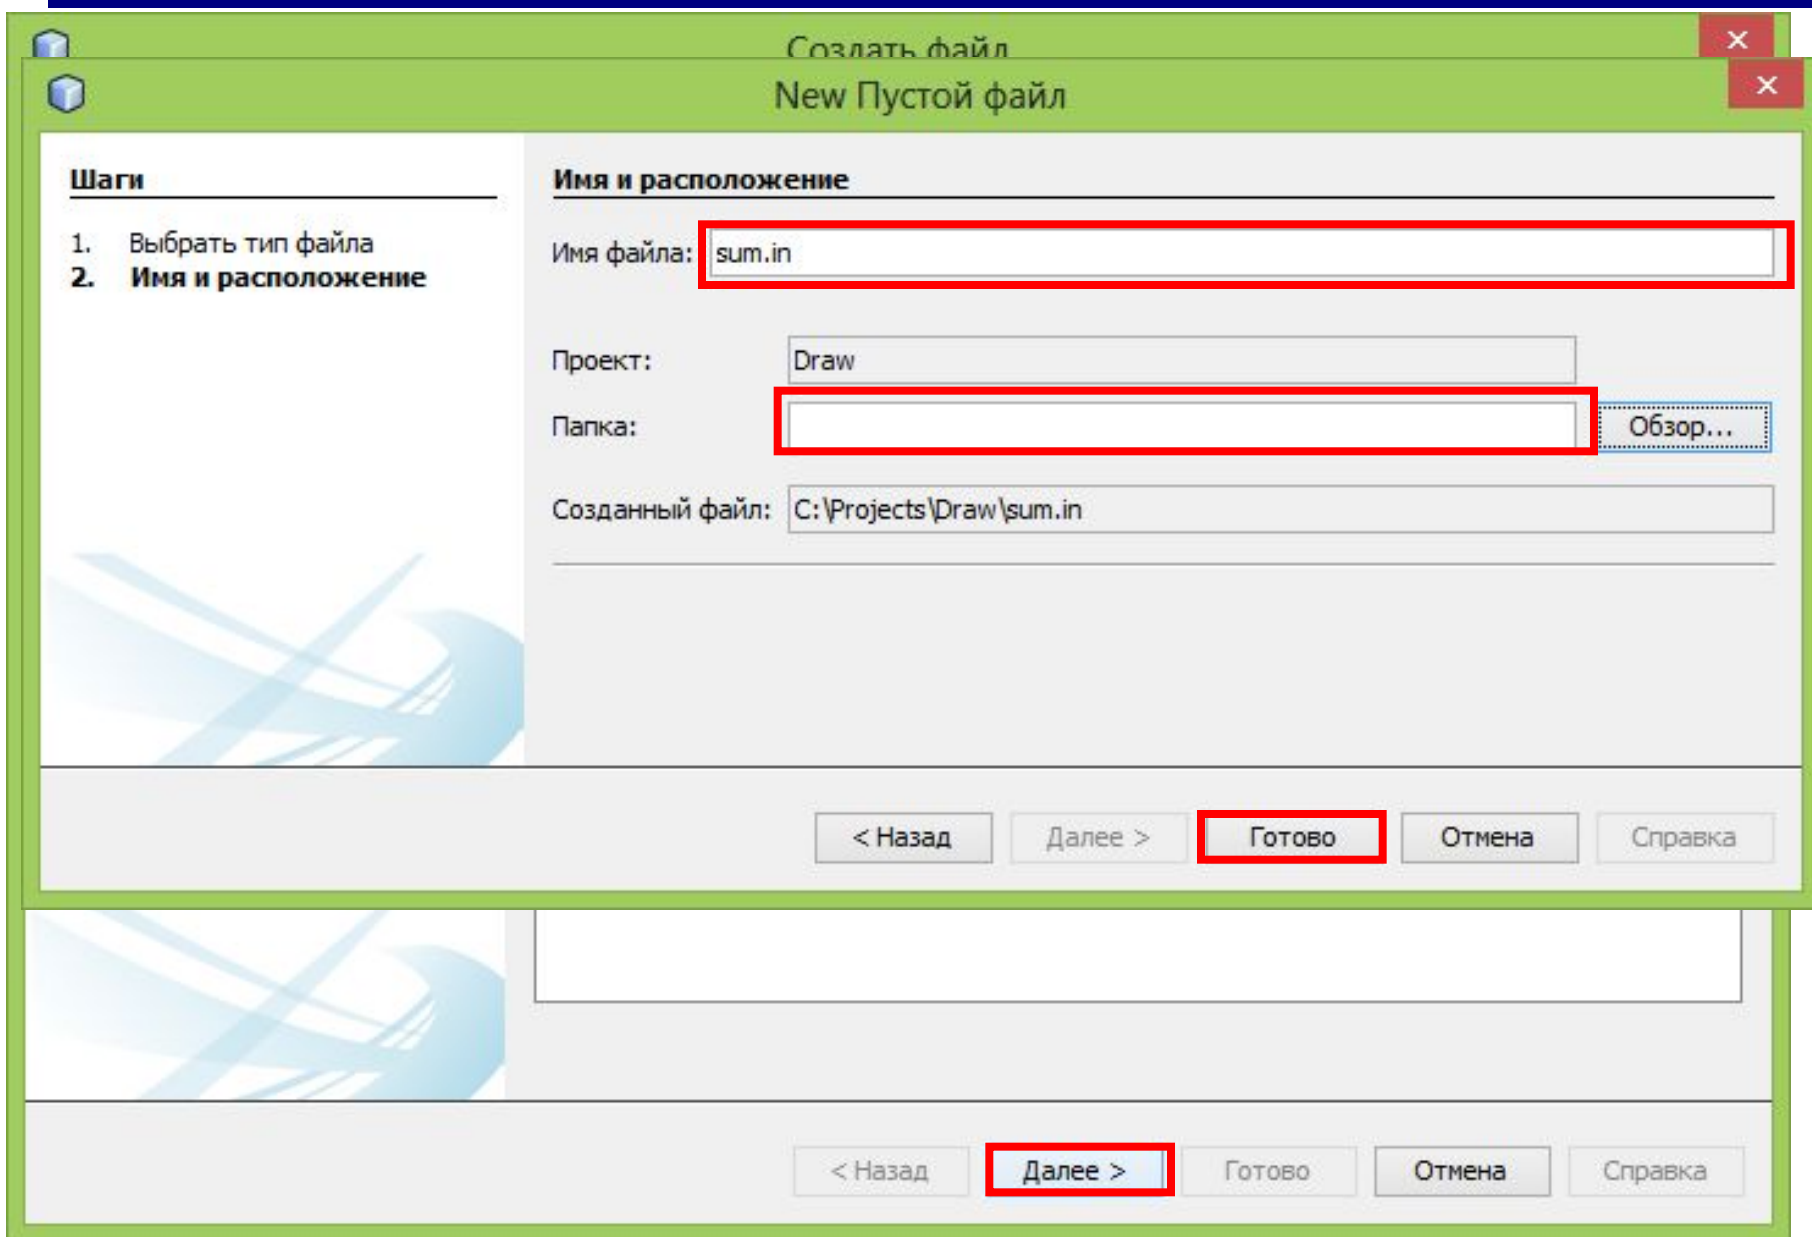 Создать файл
New Пустой файл
Шаги
1. Выбрать тип файла
2. Имя и расположение
Имя и расположение
Имя файла: sum.in
Проект: Draw
Папка: Обзор...
Созданный файл: C:\Projects\Draw\sum.in
< Назад Далее > Готово Отмена Справка
< Назад Далее > Готово Отмена Справка